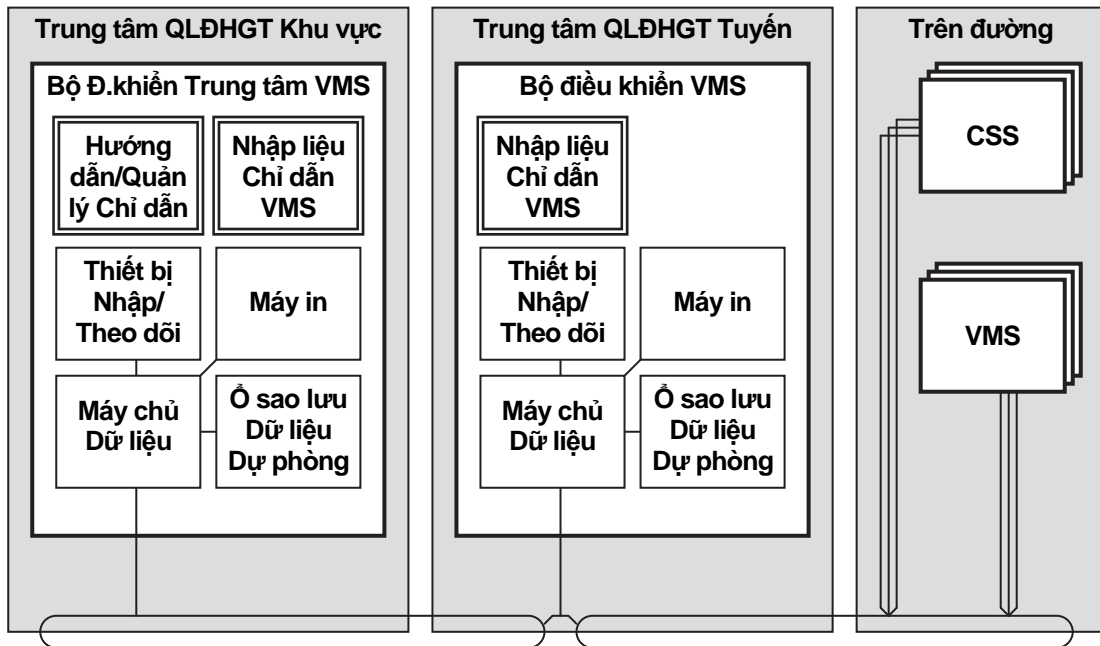 Trung tâm QLĐHGT Khu vực
Bộ Đ.khiển Trung tâm VMS
Hướng
dẫn/Quản
lý Chỉ dẫn
Nhập liệu
Chỉ dẫn
VMS
Thiết bị
Nhập/
Theo dõi
Máy in
Máy chủ
Dữ liệu
Ổ sao lưu
Dữ liệu
Dự phòng
Trung tâm QLĐHGT Tuyến
Bộ điều khiển VMS
Nhập liệu
Chỉ dẫn
VMS
Thiết bị
Nhập/
Theo dõi
Máy in
Máy chủ
Dữ liệu
Ổ sao lưu
Dữ liệu
Dự phòng
Trên đường
CSS
VMS